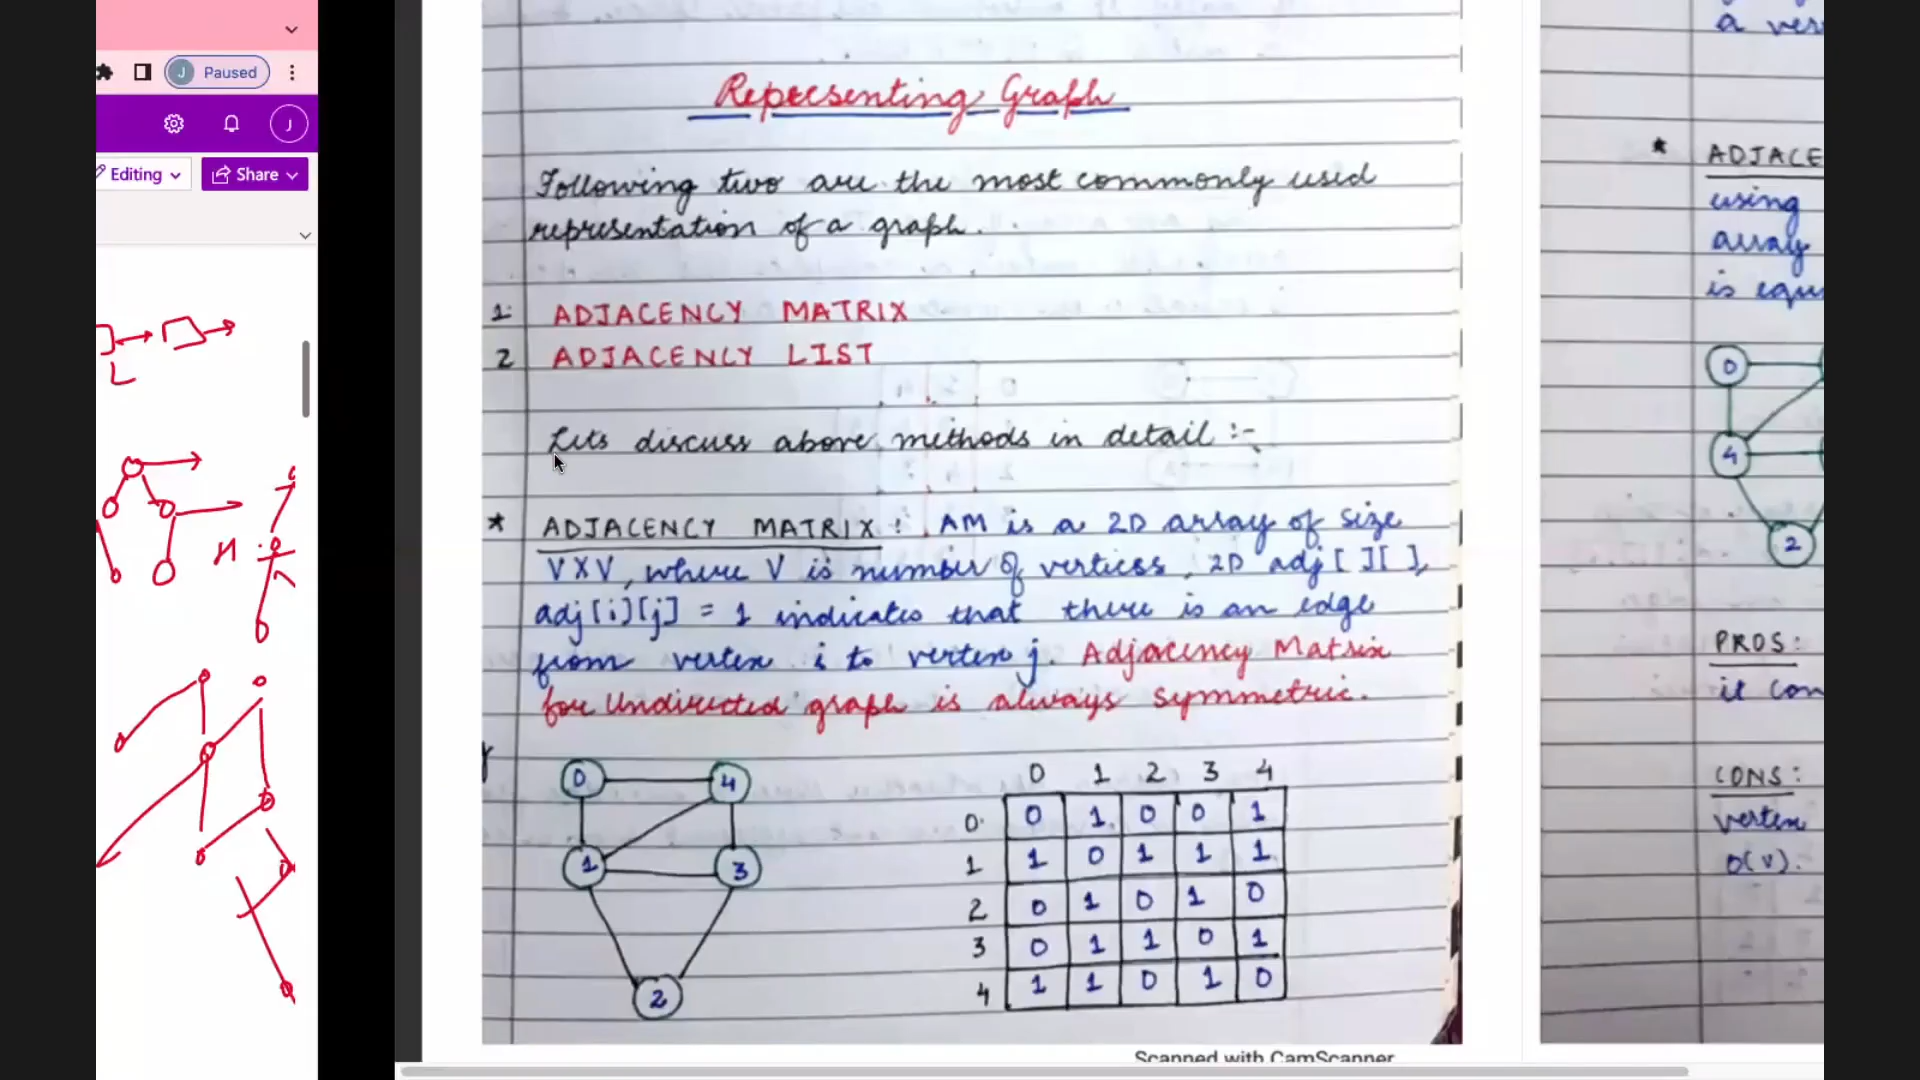 J Paused
J
Editing
Share
L
n
Representing Graph
Following two are the most commonly used
representation of a graph.
1. ADJACENCY MATRIX
2 ADJACENCY LIST
Lets discuss above methods in detail :-
* ADJACENCY MATRIX : AM is a 2D array of size
VXV, where V is number of vertices, 2D adj[][],
adj[i][j] = 1 indicates that there is an edge
from vertex i to vertex j. Adjacency Matrix
for Undirected graph is always symmetric.
0 4
1 3
2
0 1 2 3 4
0 0 1 0 0 1
1 1 0 1 1 1
2 0 1 0 1 0
3 0 1 1 0 1
4 1 1 0 1 0
Scanned with CamScanner
a ver
* ADJACE
using
array
is equ
0
4
2
PROS:
it con
CONS:
vertex
O(V).